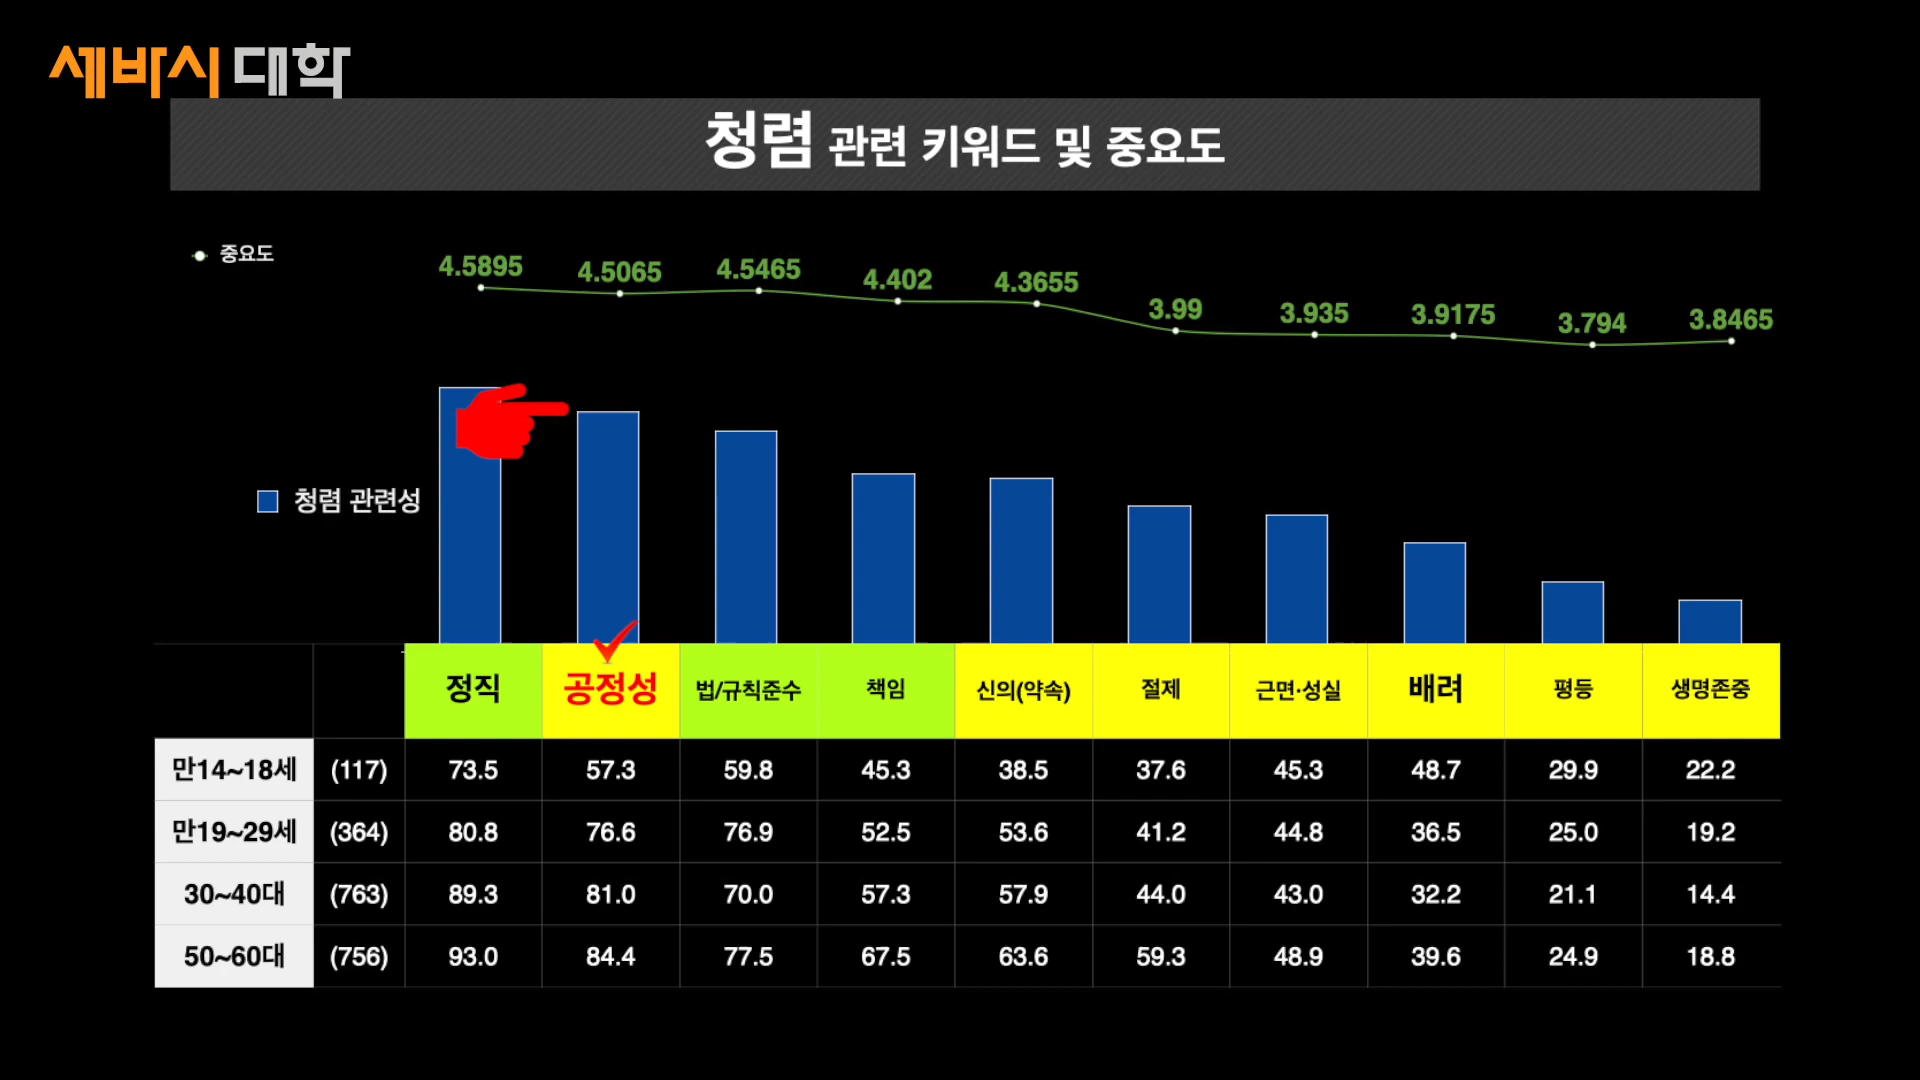 세바시 대학
청렴 관련 키워드 및 중요도
중요도
4.5895 4.5065 4.5465 4.402 4.3655 3.99 3.935 3.9175 3.794 3.8465
청렴 관련성
정직 공정성 법/규칙준수 책임 신의(약속) 절제 근면·성실 배려 평등 생명존중
만14~18세 (117) 73.5 57.3 59.8 45.3 38.5 37.6 45.3 48.7 29.9 22.2
만19~29세 (364) 80.8 76.6 76.9 52.5 53.6 41.2 44.8 36.5 25.0 19.2
30~40대 (763) 89.3 81.0 70.0 57.3 57.9 44.0 43.0 32.2 21.1 14.4
50~60대 (756) 93.0 84.4 77.5 67.5 63.6 59.3 48.9 39.6 24.9 18.8